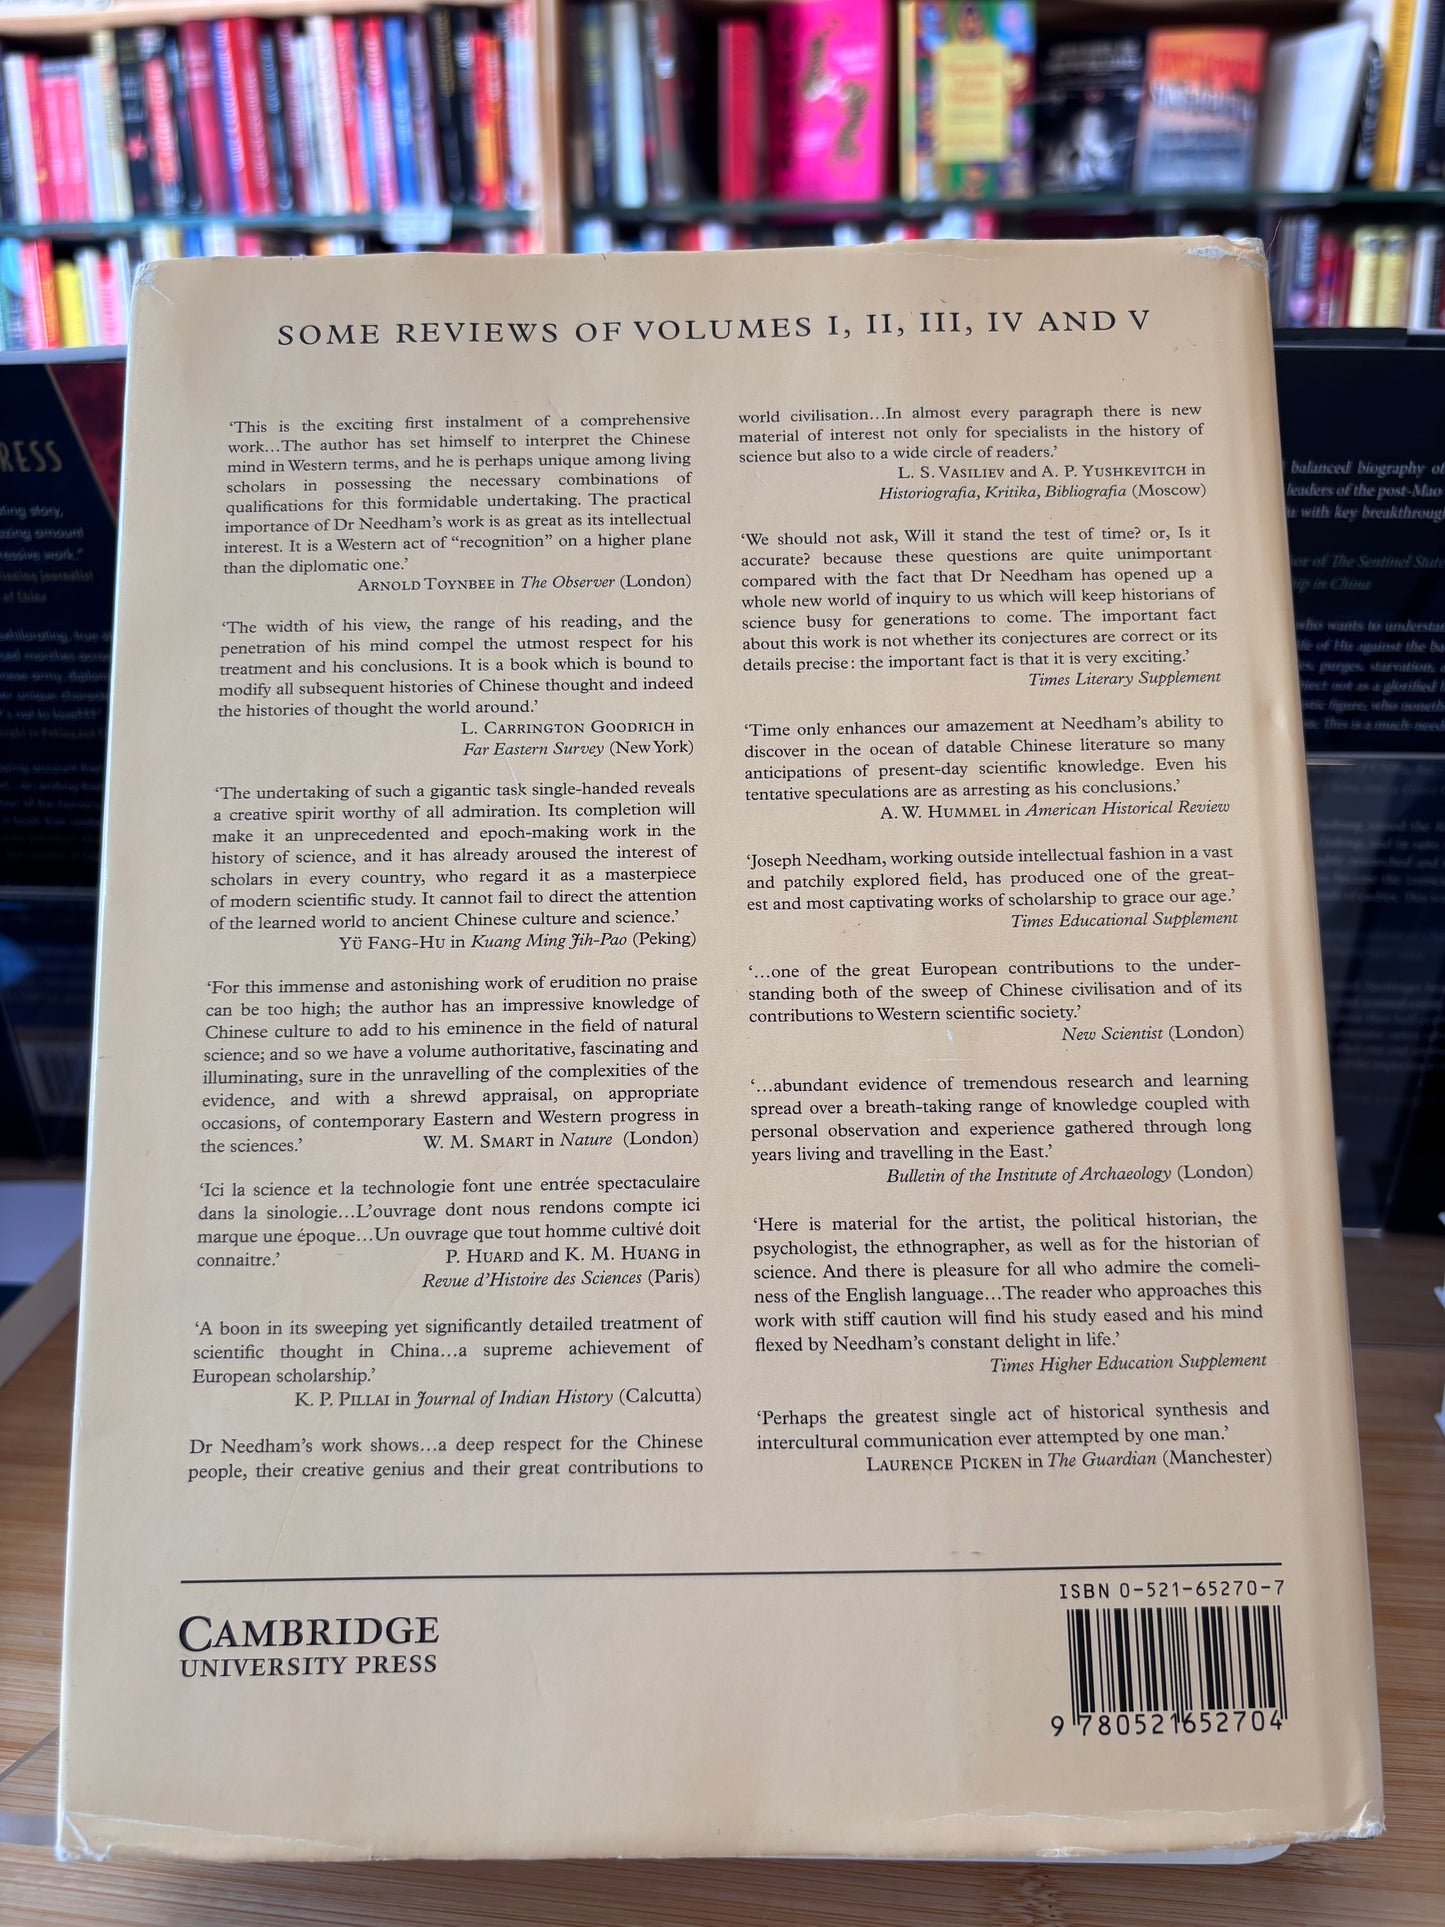 SOME REVIEWS OF VOLUMES I, II, III, IV AND V
‘This is the exciting first instalment of a comprehensive
work…The author has set himself to interpret the Chinese
mind in Western terms, and he is perhaps unique among living
scholars in possessing the necessary combinations of
qualifications for this formidable undertaking. The practical
importance of Dr Needham’s work is as great as its intellectual
interest. It is a Western act of “recognition” on a higher plane
than the diplomatic one.’
ARNOLD TOYNBEE in The Observer (London)
‘The width of his view, the range of his reading, and the
penetration of his mind compel the utmost respect for his
treatment and his conclusions. It is a book which is bound to
modify all subsequent histories of Chinese thought and indeed
the histories of thought the world around.’
L. CARRINGTON GOODRICH in
Far Eastern Survey (New York)
‘The undertaking of such a gigantic task single-handed reveals
a creative spirit worthy of all admiration. Its completion will
make it an unprecedented and epoch-making work in the
history of science, and it has already aroused the interest of
scholars in every country, who regard it as a masterpiece
of modern scientific study. It cannot fail to direct the attention
of the learned world to ancient Chinese culture and science.’
YÜ FANG-HU in Kuang Ming Jih-Pao (Peking)
‘For this immense and astonishing work of erudition no praise
can be too high; the author has an impressive knowledge of
Chinese culture to add to his eminence in the field of natural
science; and so we have a volume authoritative, fascinating and
illuminating, sure in the unravelling of the complexities of the
evidence, and with a shrewd appraisal, on appropriate
occasions, of contemporary Eastern and Western progress in
the sciences.’ W. M. SMART in Nature (London)
‘Ici la science et la technologie font une entrée spectaculaire
dans la sinologie…L’ouvrage dont nous rendons compte ici
marque une époque…Un ouvrage que tout homme cultivé doit
connaitre.’ P. HUARD and K. M. HUANG in
Revue d’Histoire des Sciences (Paris)
‘A boon in its sweeping yet significantly detailed treatment of
scientific thought in China…a supreme achievement of
European scholarship.’
K. P. PILLAI in Journal of Indian History (Calcutta)
Dr Needham’s work shows…a deep respect for the Chinese
people, their creative genius and their great contributions to
world civilisation…In almost every paragraph there is new
material of interest not only for specialists in the history of
science but also to a wide circle of readers.’
L. S. VASILIEV and A. P. YUSHKEVITCH in
Historiografia, Kritika, Bibliografia (Moscow)
‘We should not ask, Will it stand the test of time? or, Is it
accurate? because these questions are quite unimportant
compared with the fact that Dr Needham has opened up a
whole new world of inquiry to us which will keep historians of
science busy for generations to come. The important fact
about this work is not whether its conjectures are correct or its
details precise: the important fact is that it is very exciting.’
Times Literary Supplement
‘Time only enhances our amazement at Needham’s ability to
discover in the ocean of datable Chinese literature so many
anticipations of present-day scientific knowledge. Even his
tentative speculations are as arresting as his conclusions.’
A. W. HUMMEL in American Historical Review
‘Joseph Needham, working outside intellectual fashion in a vast
and patchily explored field, has produced one of the great-
est and most captivating works of scholarship to grace our age.’
Times Educational Supplement
‘…one of the great European contributions to the under-
standing both of the sweep of Chinese civilisation and of its
contributions to Western scientific society.’
New Scientist (London)
‘…abundant evidence of tremendous research and learning
spread over a breath-taking range of knowledge coupled with
personal observation and experience gathered through long
years living and travelling in the East.’
Bulletin of the Institute of Archaeology (London)
‘Here is material for the artist, the political historian, the
psychologist, the ethnographer, as well as for the historian of
science. And there is pleasure for all who admire the comeli-
ness of the English language…The reader who approaches this
work with stiff caution will find his study eased and his mind
flexed by Needham’s constant delight in life.’
Times Higher Education Supplement
‘Perhaps the greatest single act of historical synthesis and
intercultural communication ever attempted by one man.’
LAURENCE PICKEN in The Guardian (Manchester)
CAMBRIDGE
UNIVERSITY PRESS
ISBN 0-521-65270-7
9 780521652704
RESS
balanced biography of
leaders of the post-Mao
with key breakthrough
of The Sentinel State
in China
who wants to understan